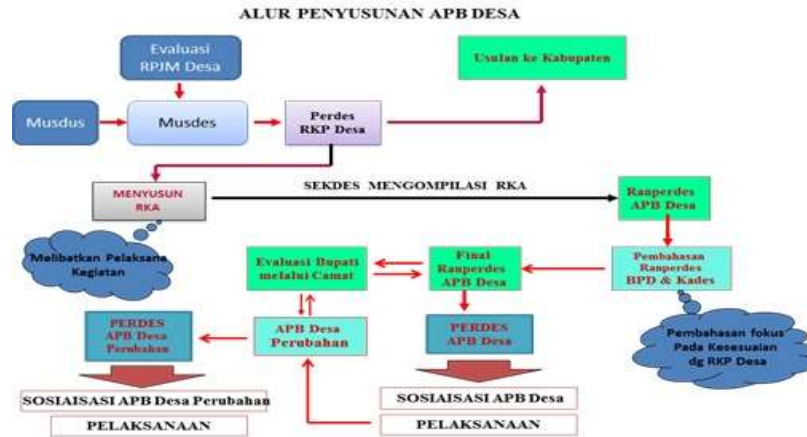 ALUR PENYUSUNAN APB DESA
Evaluasi
RPJM Desa
Usulan ke Kabupaten
Musdus
Musdes
Perdes
RKP Desa
MENYUSUN
RKA
SEKDES MENGOMPILASI RKA
Ranperdes
APB Desa
Melibatkan Pelaksana
Kegiatan
Evaluasi Bupati
melalui Camat
Final
Ranperdes
APB Desa
Pembahasan
Ranperdes
BPD & Kades
PERDES
APB Desa
Perubahan
APB Desa
Perubahan
PERDES
APB Desa
Pembahasan fokus
Pada Kesesuaian
dg RKP Desa
SOSIAISASI APB Desa Perubahan
PELAKSANAAN
SOSIAISASI APB Desa
PELAKSANAAN